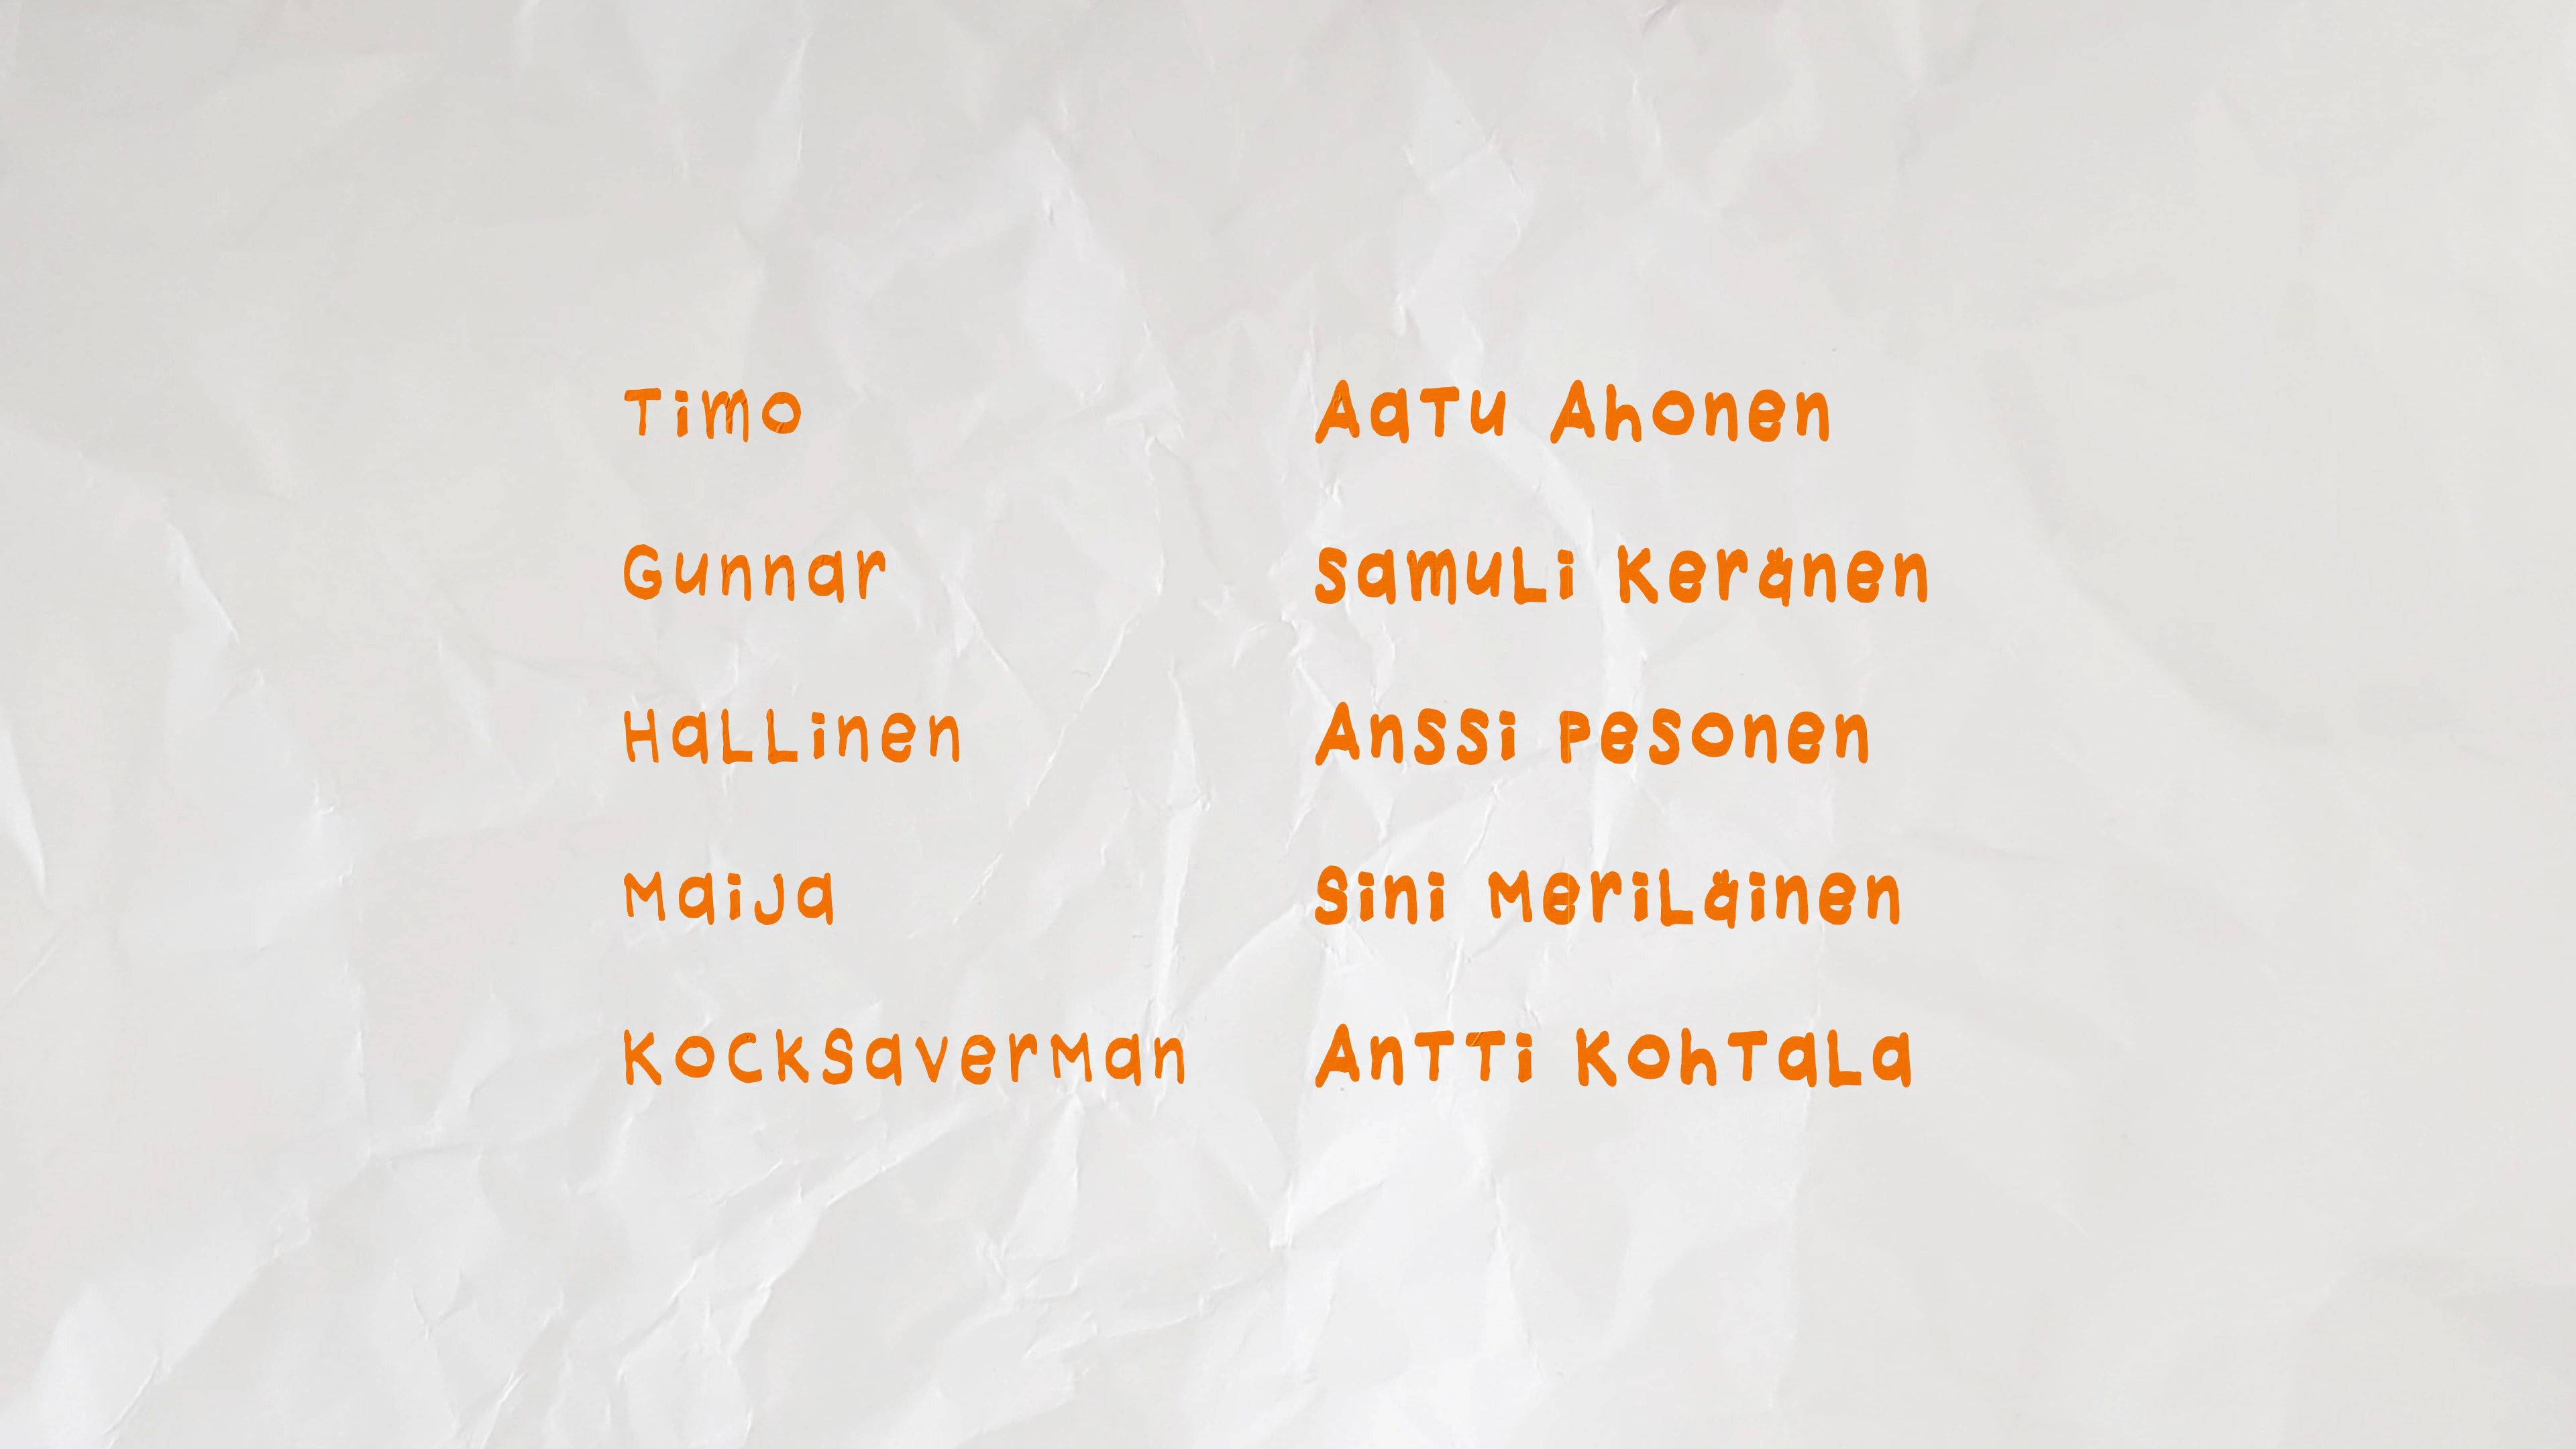 Timo Aatu Ahonen
Gunnar Samuli Keränen
Hallinen Anssi Pesonen
Maija Sini Meriläinen
Kocksaverman Antti Kohtala